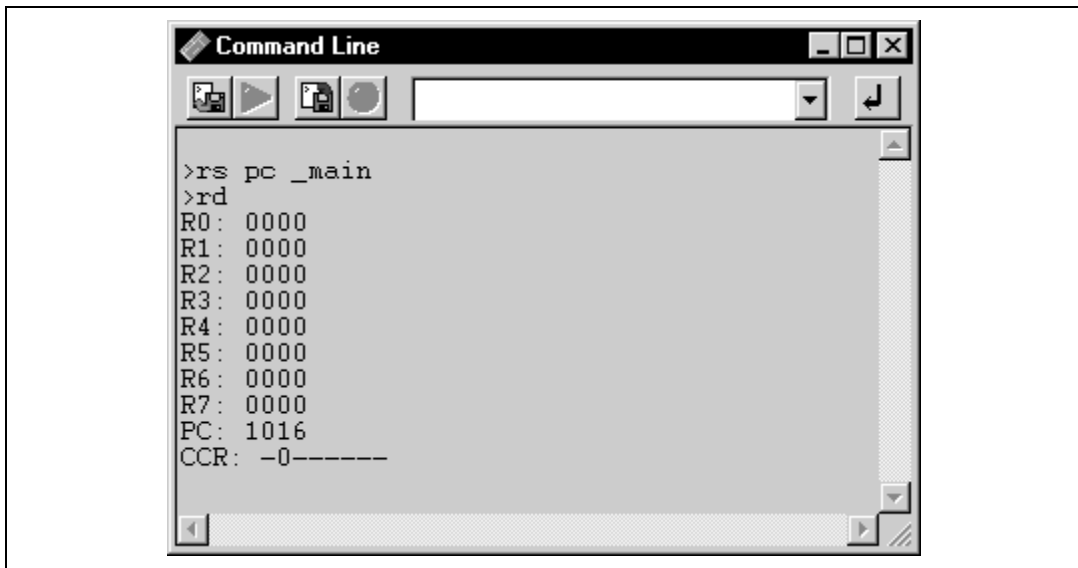 Command Line
>rs pc _main
>rd
R0: 0000
R1: 0000
R2: 0000
R3: 0000
R4: 0000
R5: 0000
R6: 0000
R7: 0000
PC: 1016
CCR: -0------